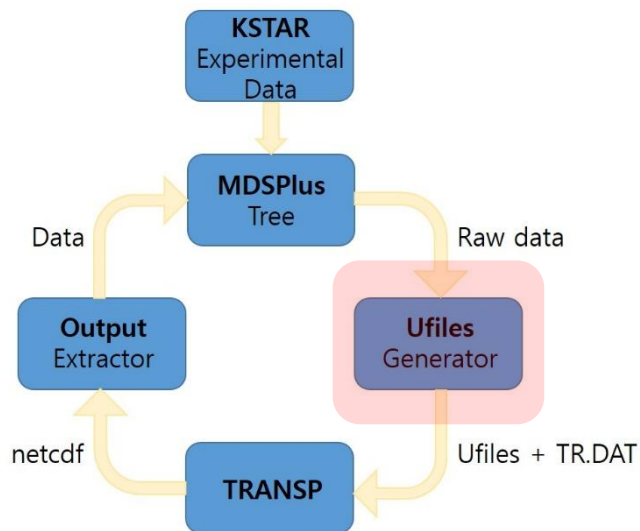 KSTAR
Experimental
Data
MDSPlus
Tree
Data
Raw data
Output
Extractor
Ufiles
Generator
netcdf
Ufiles + TR.DAT
TRANSP